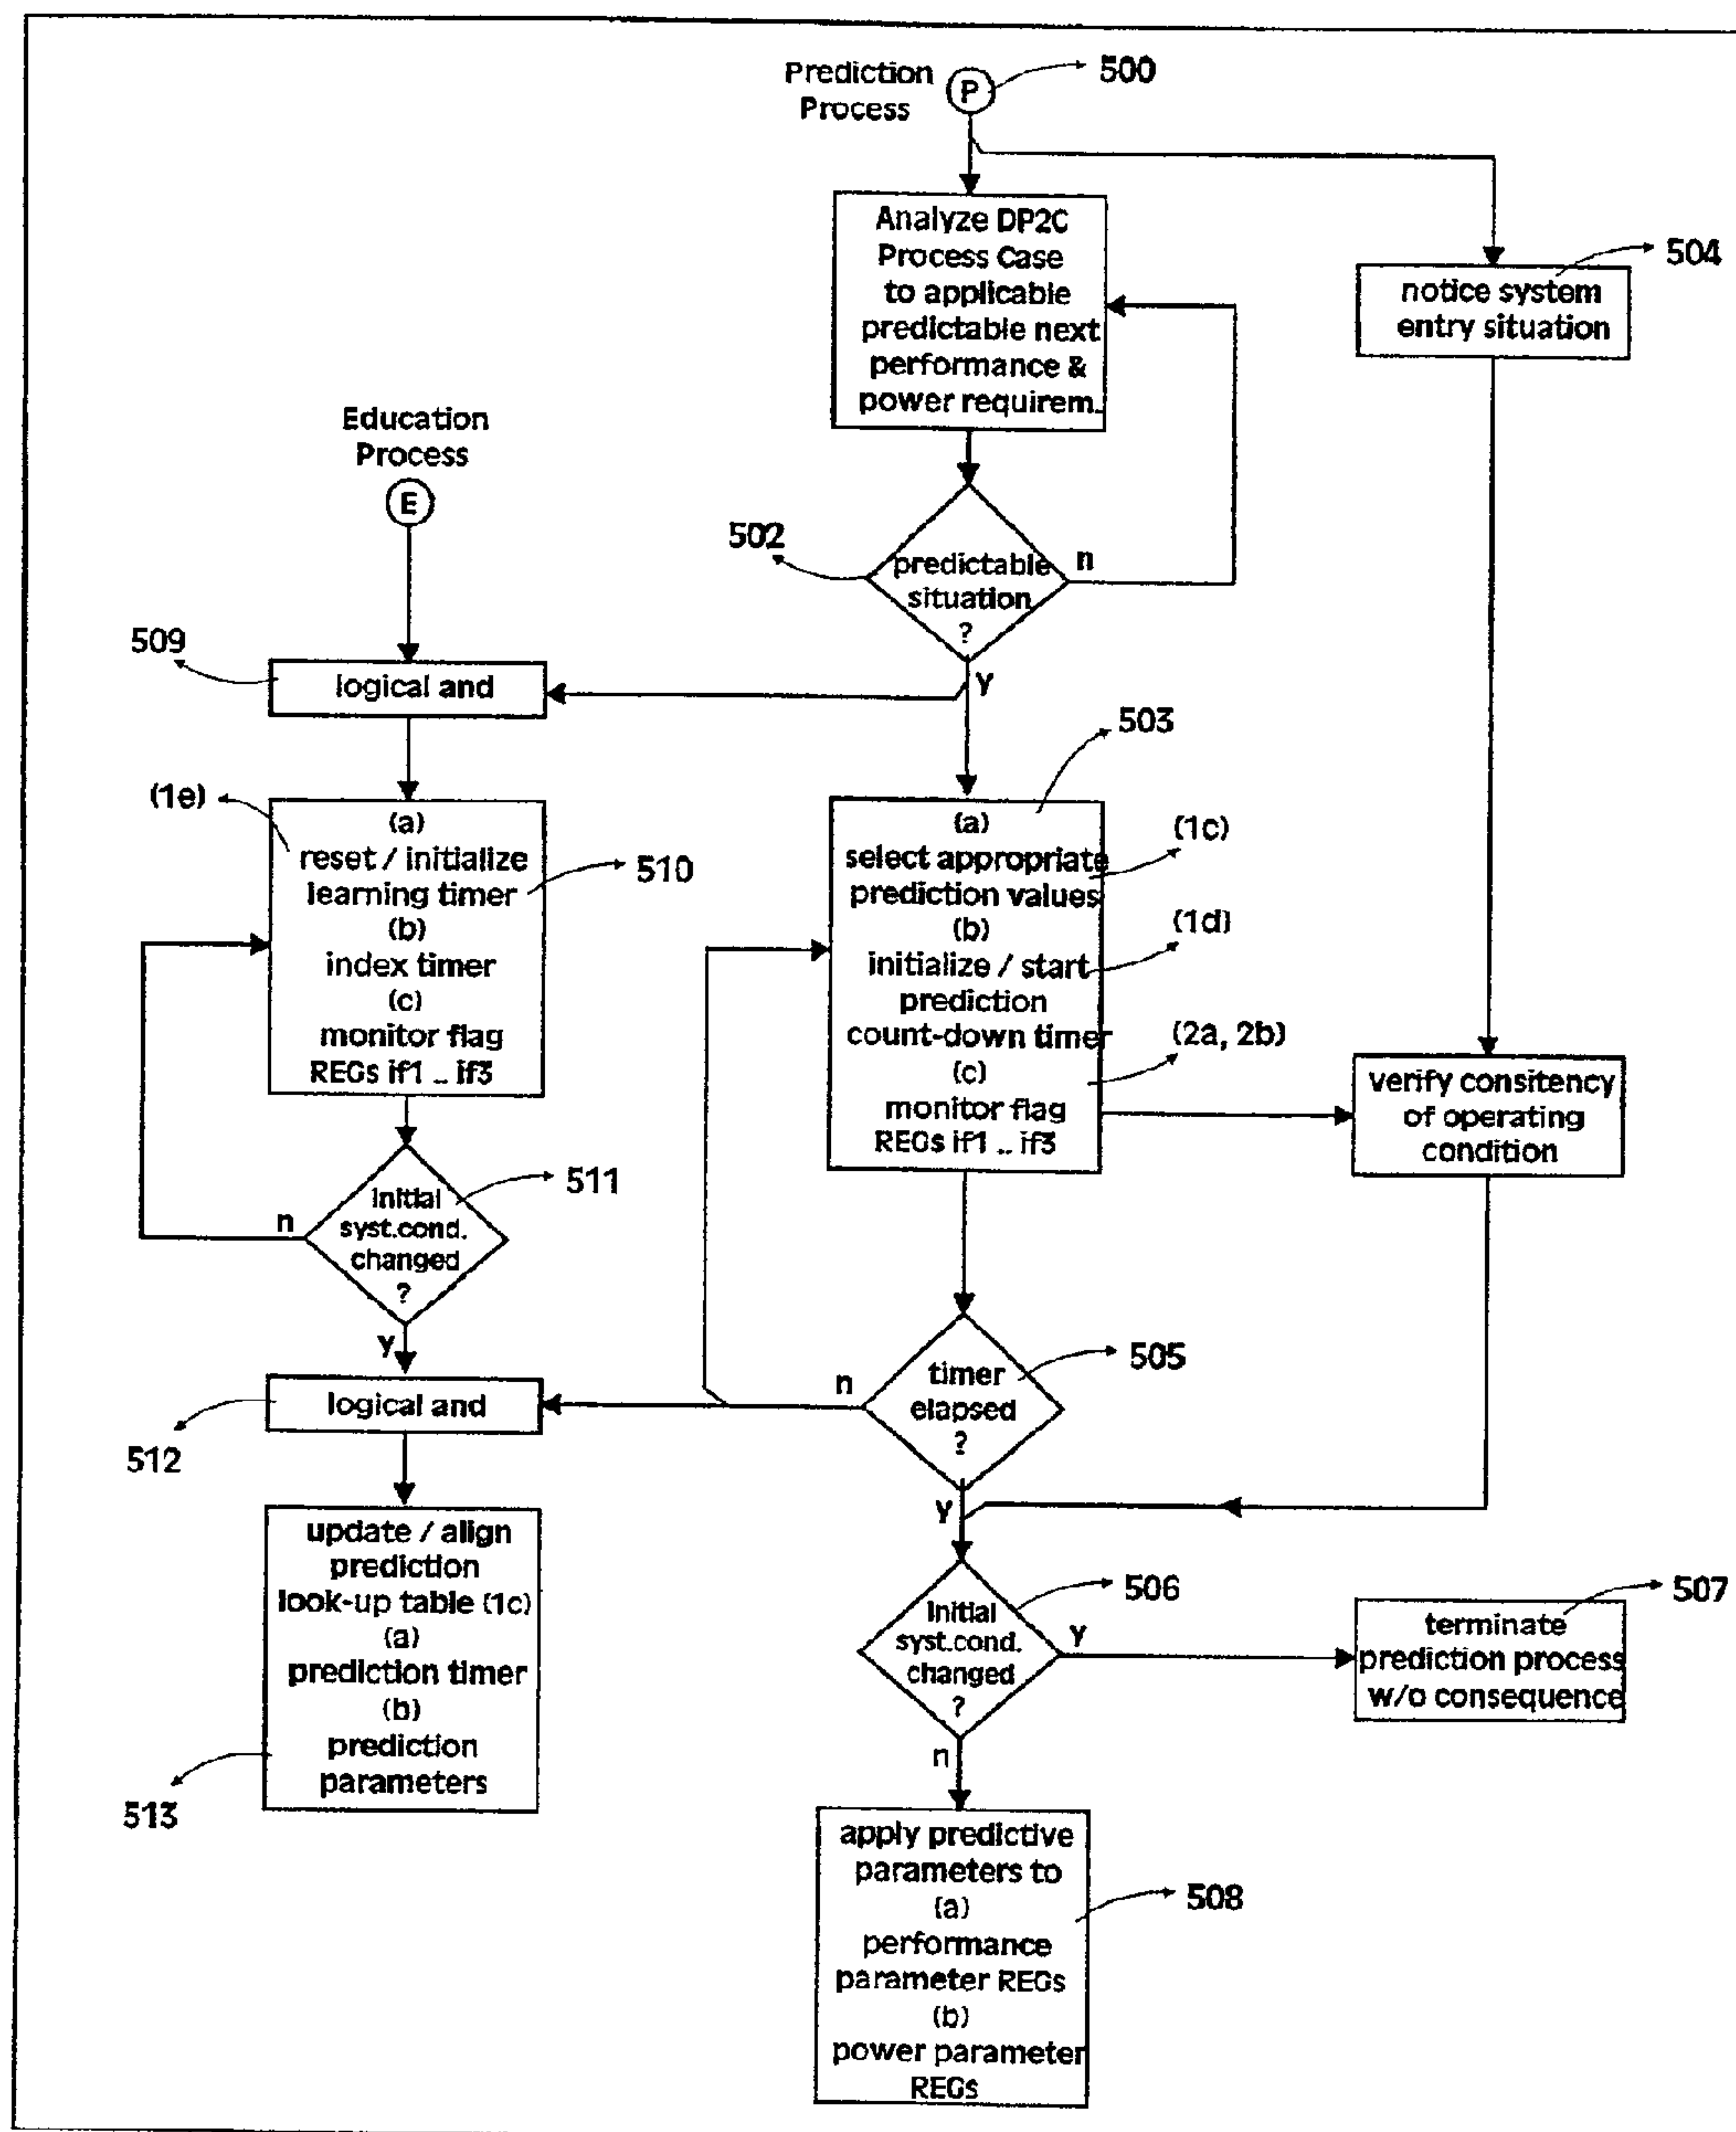 Prediction
Process
P
500
Analyze DP2C
Process Case
to applicable
predictable next
performance &
power requirem.
504
notice system
entry situation
Education
Process
E
502
predictable
situation
?
n
Y
509
logical and
503
(1e)
(a)
reset / initialize
learning timer
(b)
index timer
(c)
monitor flag
REGs if1 .. if3
510
(a)
select appropriate
prediction values
(b)
initialize / start
prediction
count-down timer
(c)
monitor flag
REGs if1 .. if3
(1c)
(1d)
(2a, 2b)
verify consitency
of operating
condition
511
Initial
syst.cond.
changed
?
n
Y
505
timer
elapsed
?
n
Y
logical and
512
update / align
prediction
look-up table (1c)
(a)
prediction timer
(b)
prediction
parameters
513
506
Initial
syst.cond.
changed
?
Y
n
507
terminate
prediction process
w/o consequence
apply predictive
parameters to
(a)
performance
parameter REGs
(b)
power parameter
REGs
508